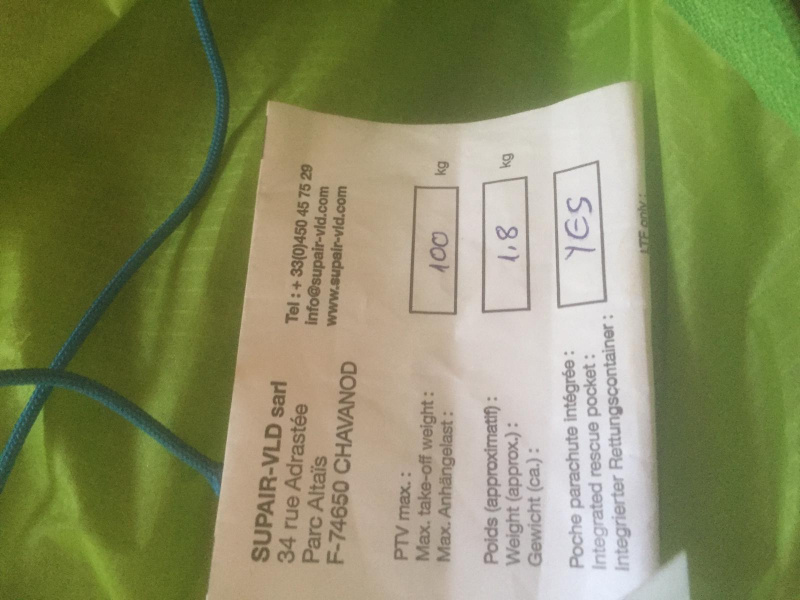 SUPAIR-VLD sarl
34 rue Adrastée
Parc Altaïs
F-74650 CHAVANOD
Tel : + 33(0)450 45 75 29
info@supair-vld.com
www.supair-vld.com
PTV max. :
Max. take-off weight : 100 kg
Max. Anhängelast :
Poids (approximatif) :
Weight (approx.) : 1,8 kg
Gewicht (ca.) :
Poche parachute intégrée :
Integrated rescue pocket : YES
Integrierter Rettungscontainer :
LTF only :